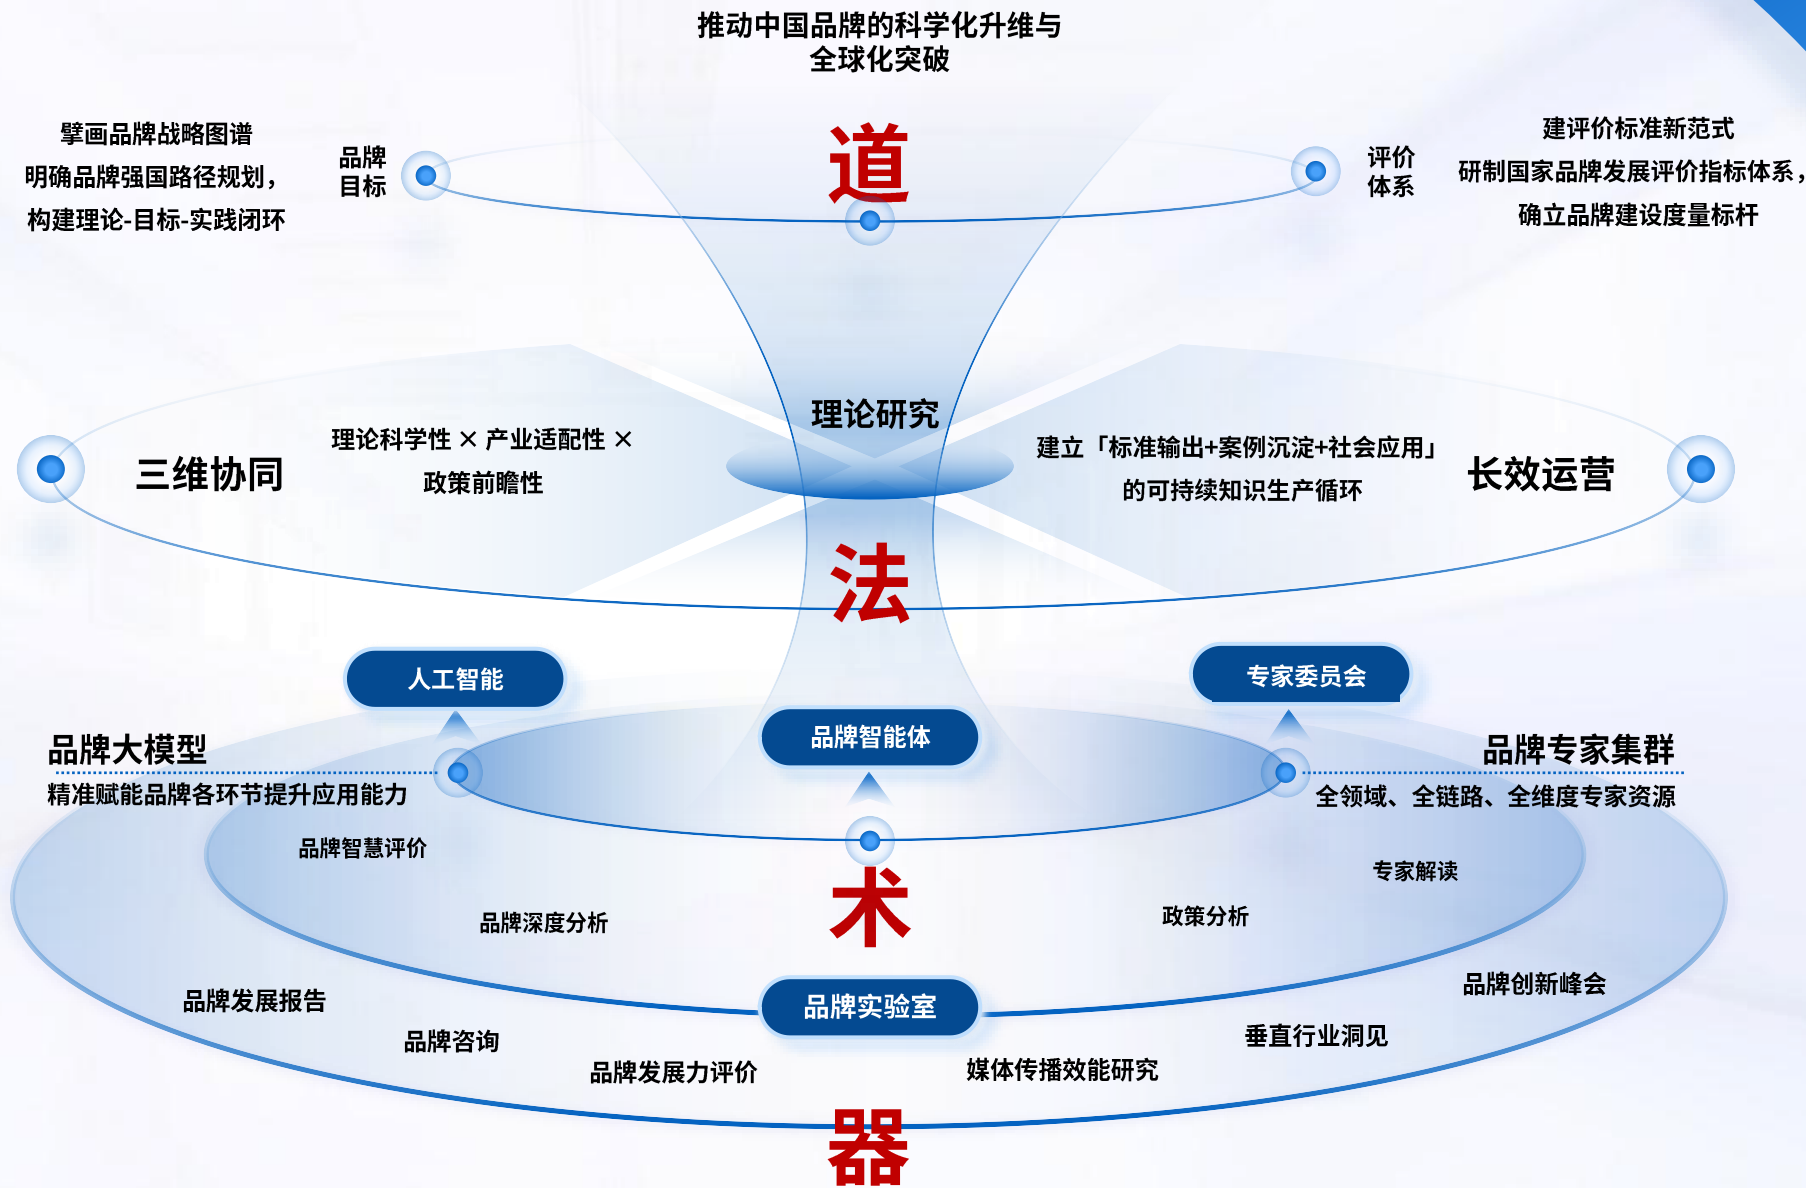 推动中国品牌的科学化升维与
全球化突破
道
擘画品牌战略图谱
明确品牌强国路径规划，
构建理论-目标-实践闭环
品牌
目标
评价
体系
建评价标准新范式
研制国家品牌发展评价指标体系，
确立品牌建设度量标杆
理论研究
三维协同
理论科学性 × 产业适配性 ×
政策前瞻性
建立「标准输出+案例沉淀+社会应用」
的可持续知识生产循环
长效运营
法
人工智能
专家委员会
品牌智能体
品牌大模型
精准赋能品牌各环节提升应用能力
品牌专家集群
全领域、全链路、全维度专家资源
品牌智慧评价
专家解读
品牌深度分析
政策分析
术
品牌实验室
品牌发展报告
品牌咨询
品牌发展力评价
媒体传播效能研究
垂直行业洞见
品牌创新峰会
器